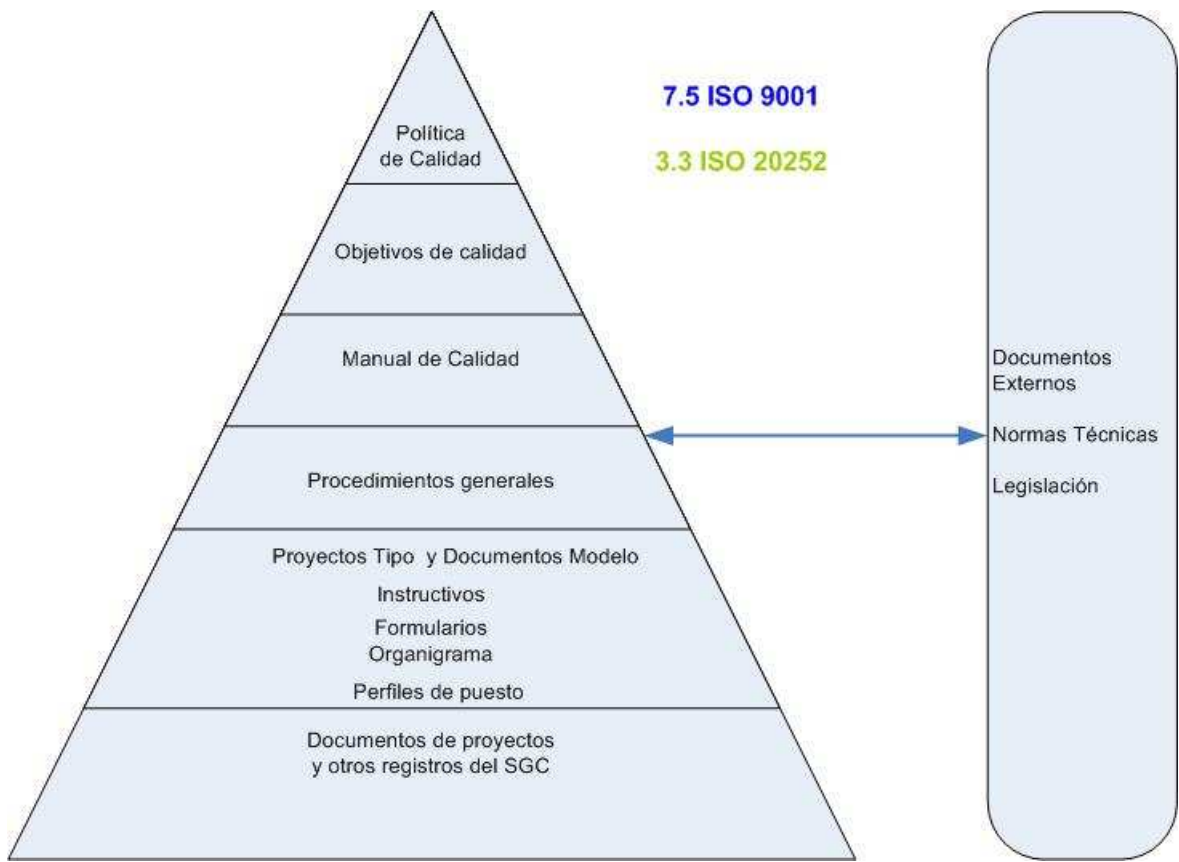 7.5 ISO 9001
3.3 ISO 20252
Política
de Calidad
Objetivos de calidad
Manual de Calidad
Procedimientos generales
Proyectos Tipo y Documentos Modelo
Instructivos
Formularios
Organigrama
Perfiles de puesto
Documentos de proyectos
y otros registros del SGC
Documentos
Externos
Normas Técnicas
Legislación